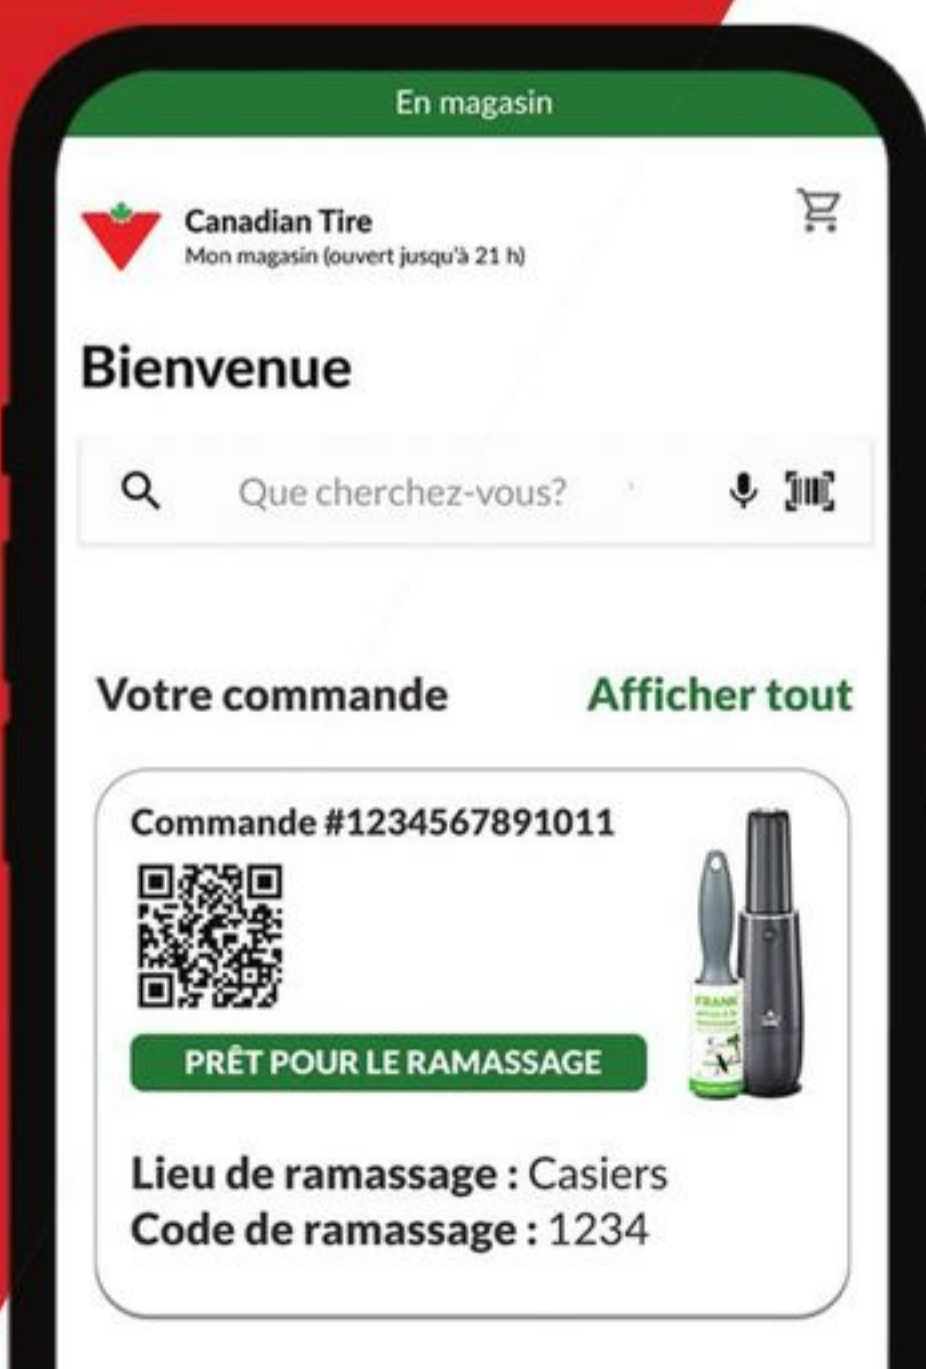 En magasin
Canadian Tire
Mon magasin (ouvert jusqu'à 21 h)
Bienvenue
Que cherchez-vous?
Votre commande
Afficher tout
Commande #1234567891011
FRANK
PRÊT POUR LE RAMASSAGE
Lieu de ramassage : Casiers
Code de ramassage : 1234